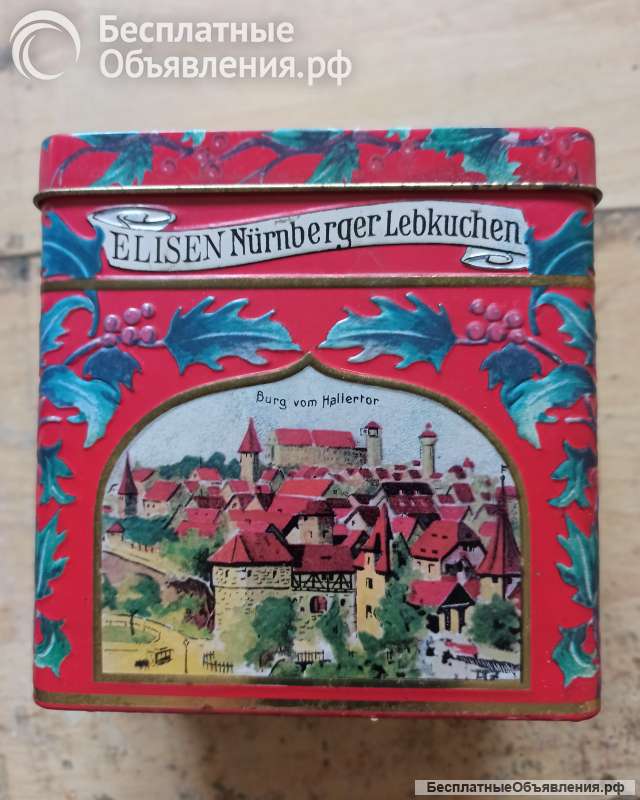 Бесплатные
Объявления.рф
ELISEN Nürnberger Lebkuchen
Burg vom Hallertor
БесплатныеОбъявления.рф